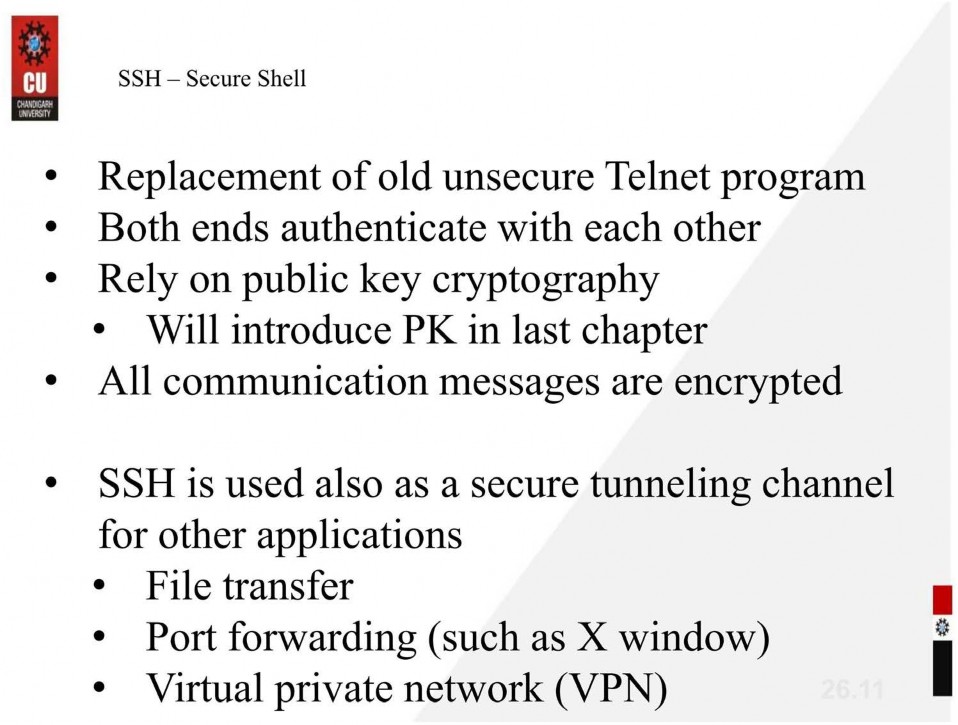 CU
CHANDIGARH
UNIVERSITY
SSH – Secure Shell
• Replacement of old unsecure Telnet program
• Both ends authenticate with each other
• Rely on public key cryptography
• Will introduce PK in last chapter
• All communication messages are encrypted
• SSH is used also as a secure tunneling channel
for other applications
• File transfer
• Port forwarding (such as X window)
• Virtual private network (VPN)
26.11